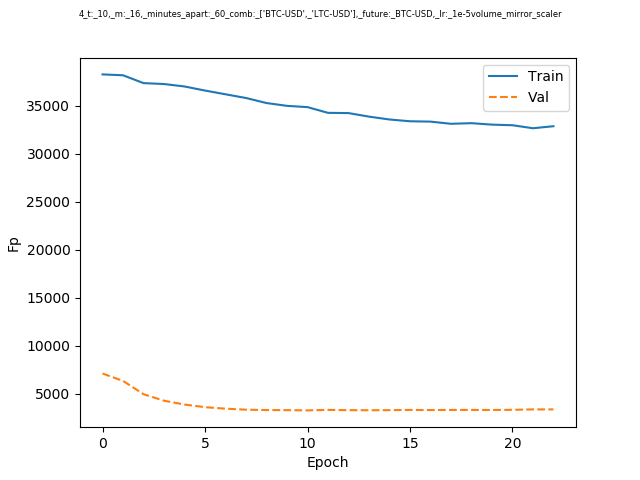 4_t:_10,_m:_16,_minutes_apart:_60_comb:_['BTC-USD',_'LTC-USD'],_future:_BTC-USD,_lr:_1e-5volume_mirror_scaler
Train
Val
35000
30000
25000
20000
15000
10000
5000
Fp
0 5 10 15 20
Epoch